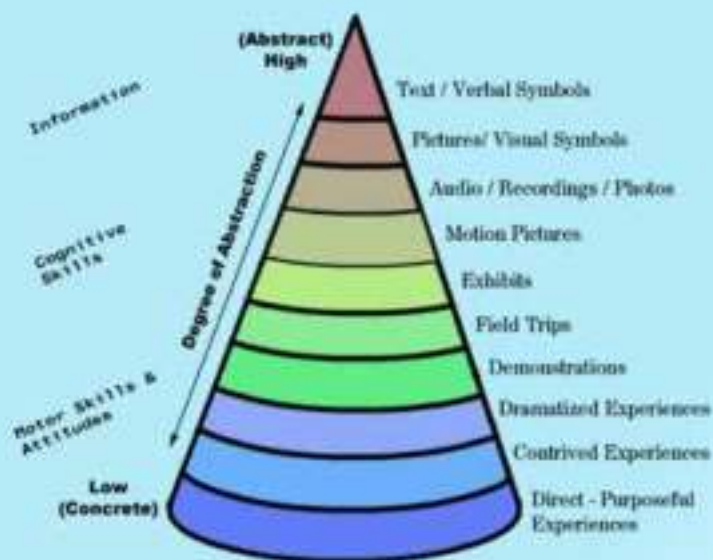 (Abstract)
High
Information
Text / Verbal Symbols
Pictures/ Visual Symbols
Audio / Recordings / Photos
Degree of Abstraction
Motion Pictures
Cognitive
Skills
Exhibits
Field Trips
Demonstrations
Motor Skills &
Attitudes
Dramatized Experiences
Contrived Experiences
Low
(Concrete)
Direct - Purposeful
Experiences